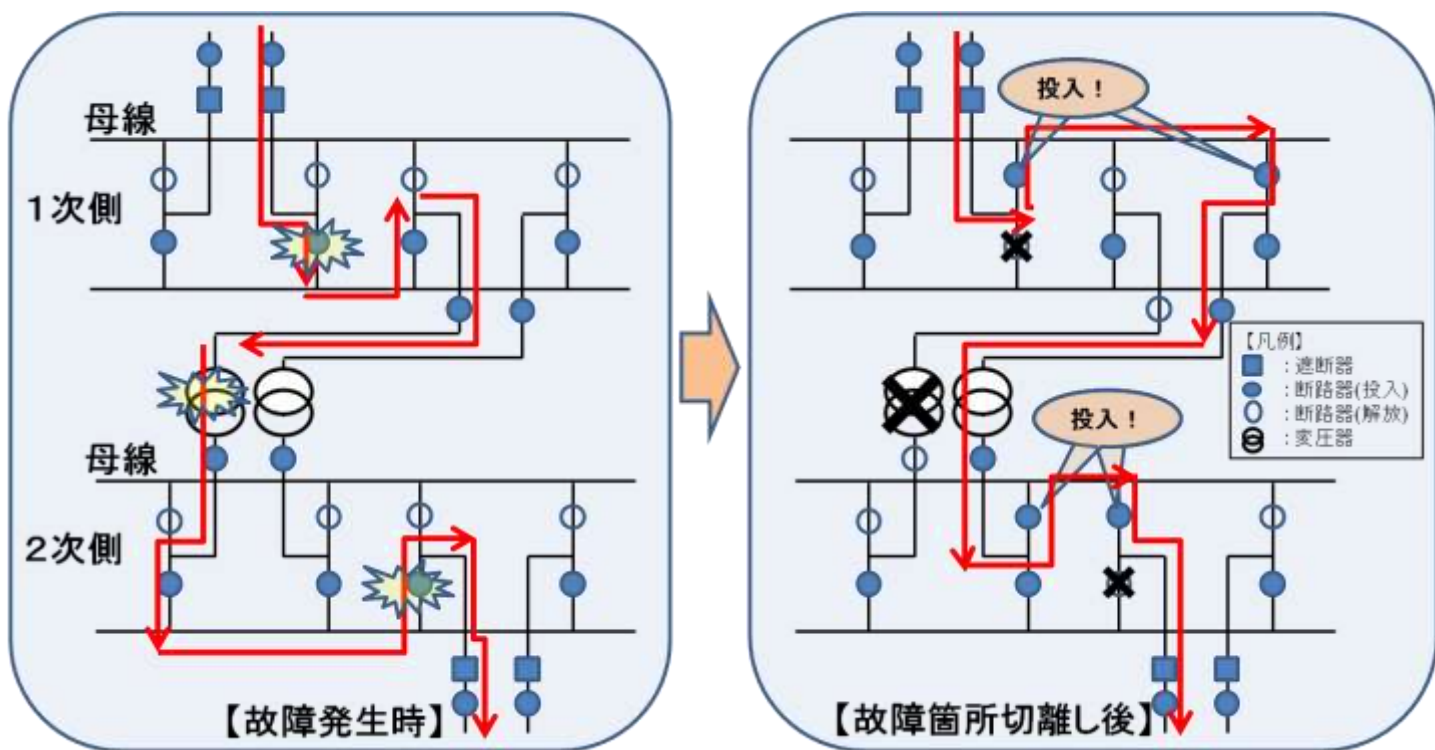 母線
1次側
母線
2次側
【故障発生時】
投入！
投入！
【凡例】
：遮断器
：断路器(投入)
：断路器(解放)
：変圧器
【故障箇所切離し後】